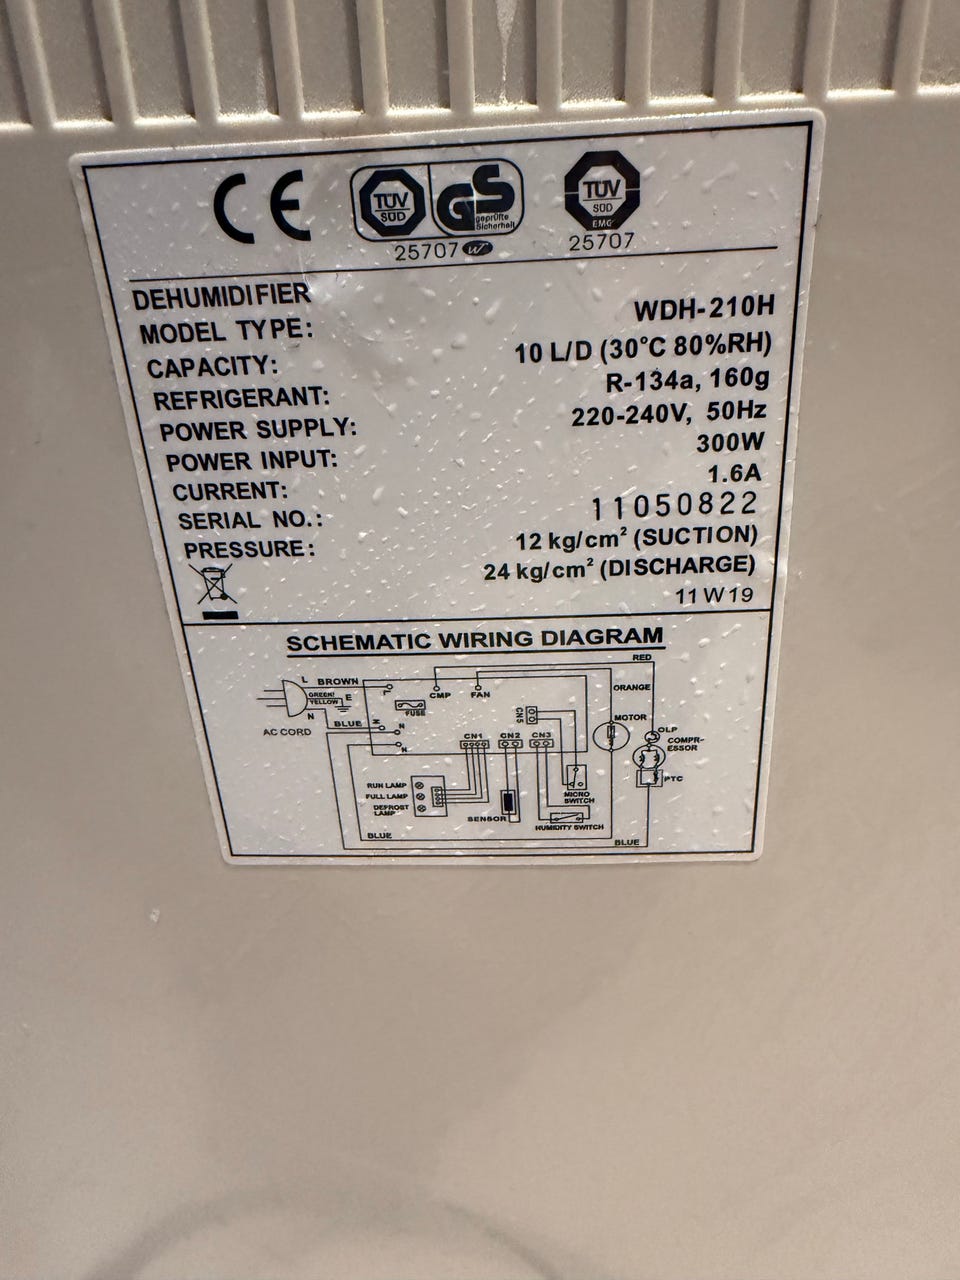 CE
TÜV
SÜD
GS
geprüfte
Sicherheit
25707
TÜV
SÜD
EMC
25707
DEHUMIDIFIER
MODEL TYPE: WDH-210H
CAPACITY: 10 L/D (30°C 80%RH)
REFRIGERANT: R-134a, 160g
POWER SUPPLY: 220-240V, 50Hz
POWER INPUT: 300W
CURRENT: 1.6A
SERIAL NO.: 11050822
PRESSURE: 12 kg/cm² (SUCTION)
24 kg/cm² (DISCHARGE)
11W19
SCHEMATIC WIRING DIAGRAM
RED
L BROWN
CMP FAN
ORANGE
GREEN/
YELLOW
E
L
FUSE
CN5
MOTOR
N
BLUE
N
AC CORD
N
CN1 CN2 CN3
OLP
COMPR-
ESSOR
PTC
RUN LAMP
FULL LAMP
DEFROST
LAMP
SENSOR
MICRO
SWITCH
HUMIDITY SWITCH
BLUE
BLUE